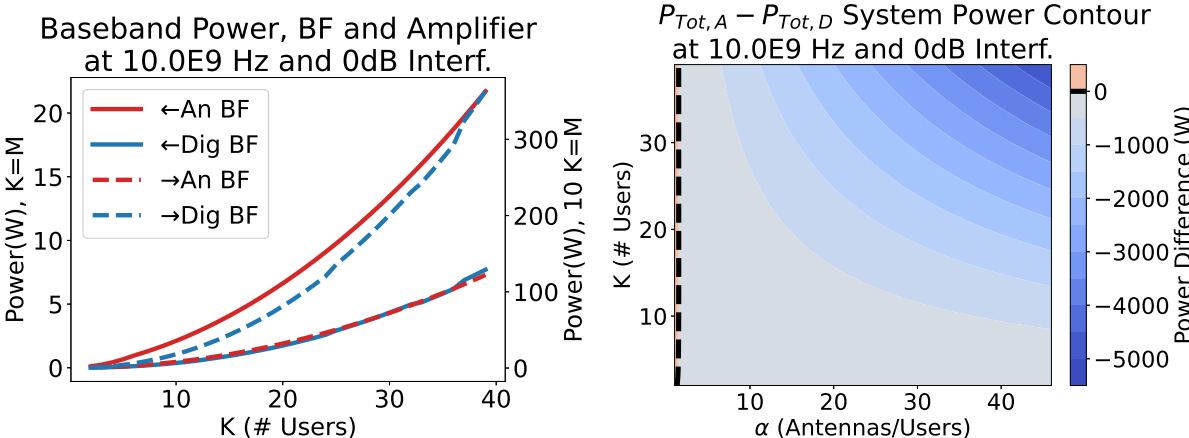 Baseband Power, BF and Amplifier
at 10.0E9 Hz and 0dB Interf.
Power(W), K=M
20
15
10
5
0
←An BF
←Dig BF
→An BF
→Dig BF
300
200
100
0
Power(W), 10 K=M
10 20 30 40
K (# Users)
P_{Tot,A} − P_{Tot,D} System Power Contour
at 10.0E9 Hz and 0dB Interf.
K (# Users)
30
20
10
10 20 30 40
α (Antennas/Users)
0
−1000
−2000
−3000
−4000
−5000
Power Difference (W)